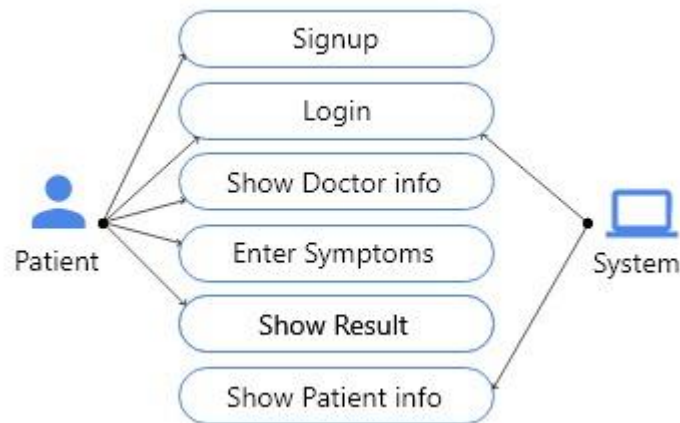 Signup
Login
Show Doctor info
Patient
System
Enter Symptoms
Show Result
Show Patient info